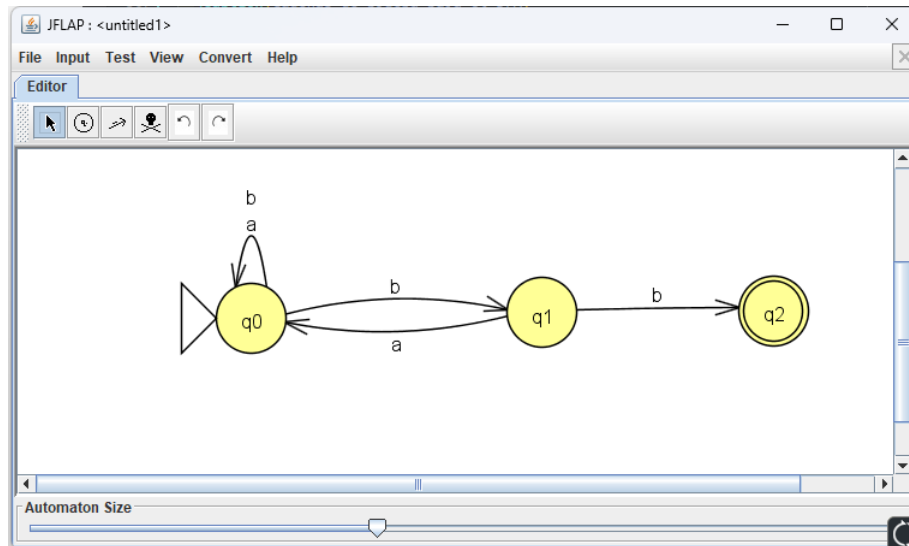 JFLAP : <untitled1>
File Input Test View Convert Help
Editor
b
a
b
b
q0
q1
q2
a
Automaton Size